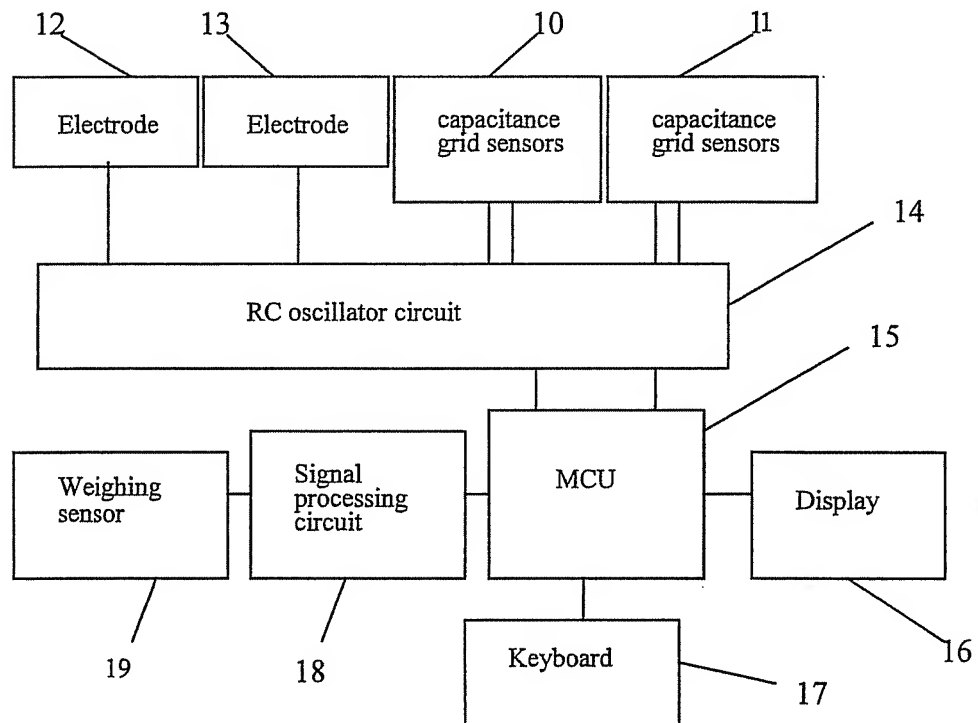 12
13
10
11
Electrode
Electrode
capacitance
grid sensors
capacitance
grid sensors
14
RC oscillator circuit
15
Weighing
sensor
Signal
processing
circuit
MCU
Display
19
18
Keyboard
17
16